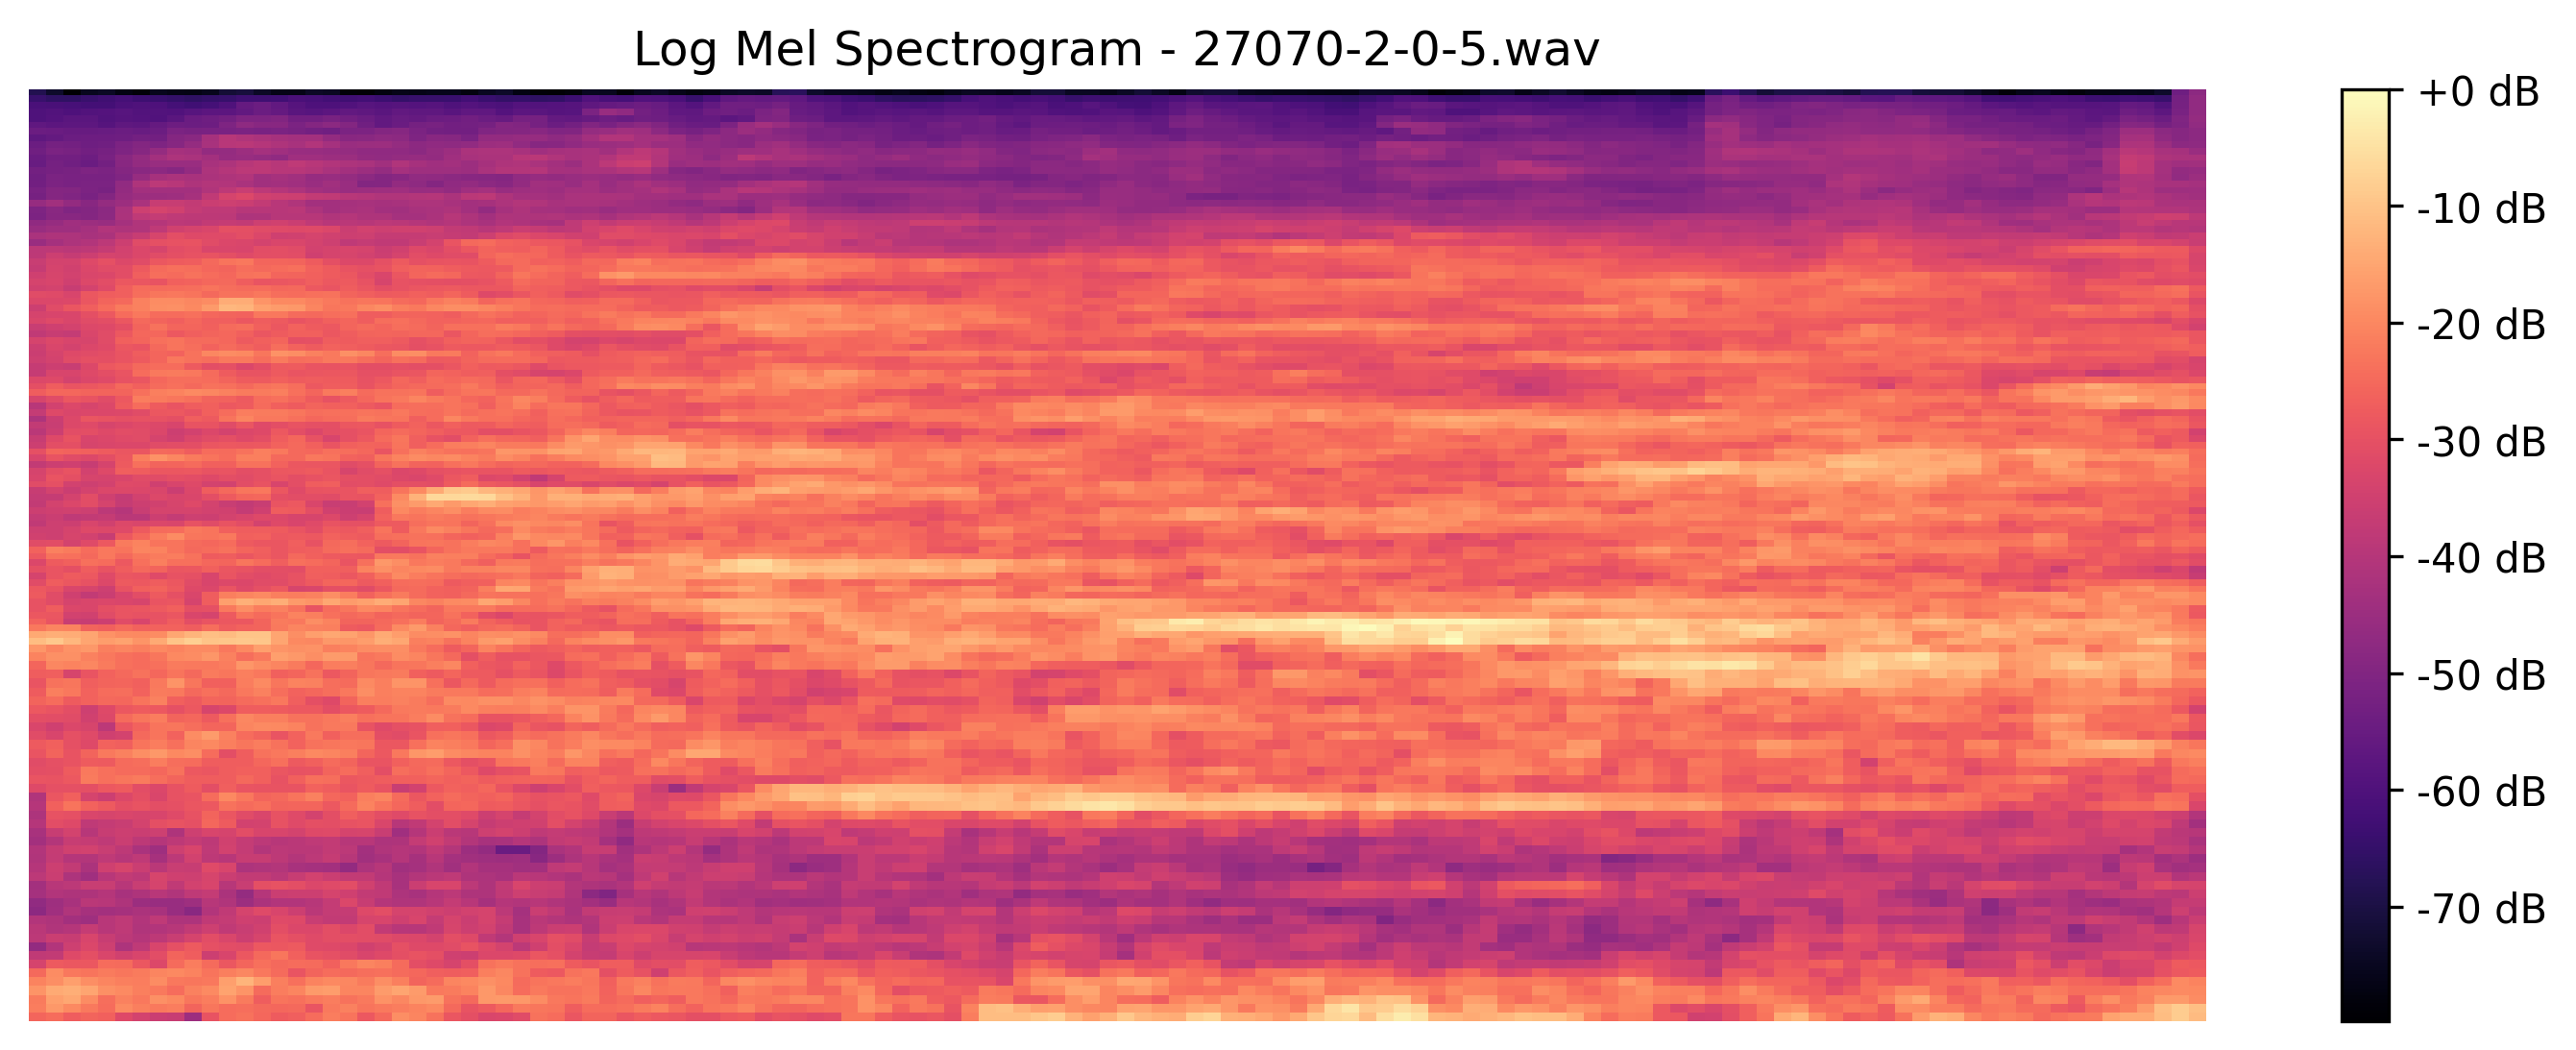 Log Mel Spectrogram - 27070-2-0-5.wav
+0 dB
-10 dB
-20 dB
-30 dB
-40 dB
-50 dB
-60 dB
-70 dB